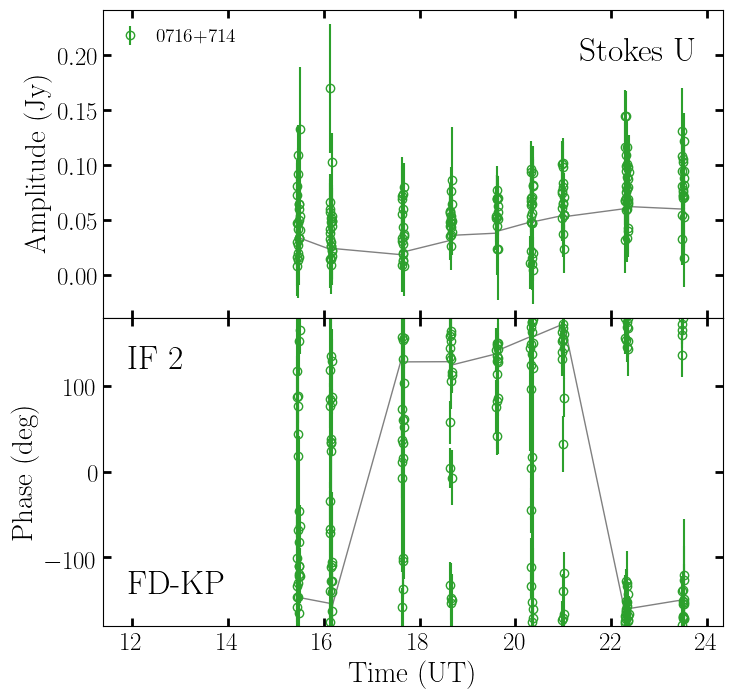 0716+714
Stokes U
0.20
0.15
0.10
0.05
0.00
Amplitude (Jy)
IF 2
100
0
−100
Phase (deg)
FD-KP
12 14 16 18 20 22 24
Time (UT)